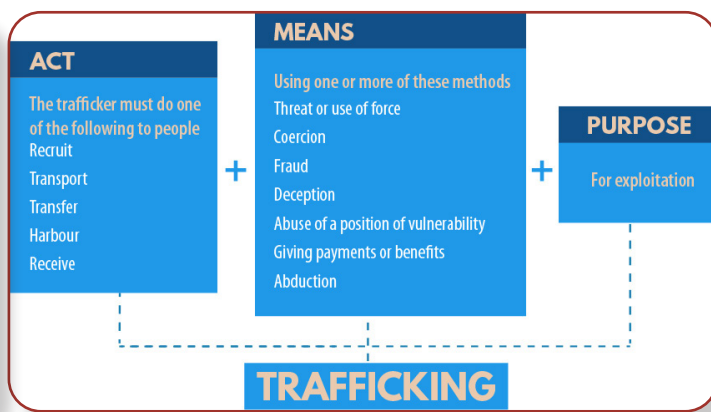 ACT
The trafficker must do one
of the following to people
Recruit
Transport
Transfer
Harbour
Receive
+
MEANS
Using one or more of these methods
Threat or use of force
Coercion
Fraud
Deception
Abuse of a position of vulnerability
Giving payments or benefits
Abduction
+
PURPOSE
For exploitation
TRAFFICKING